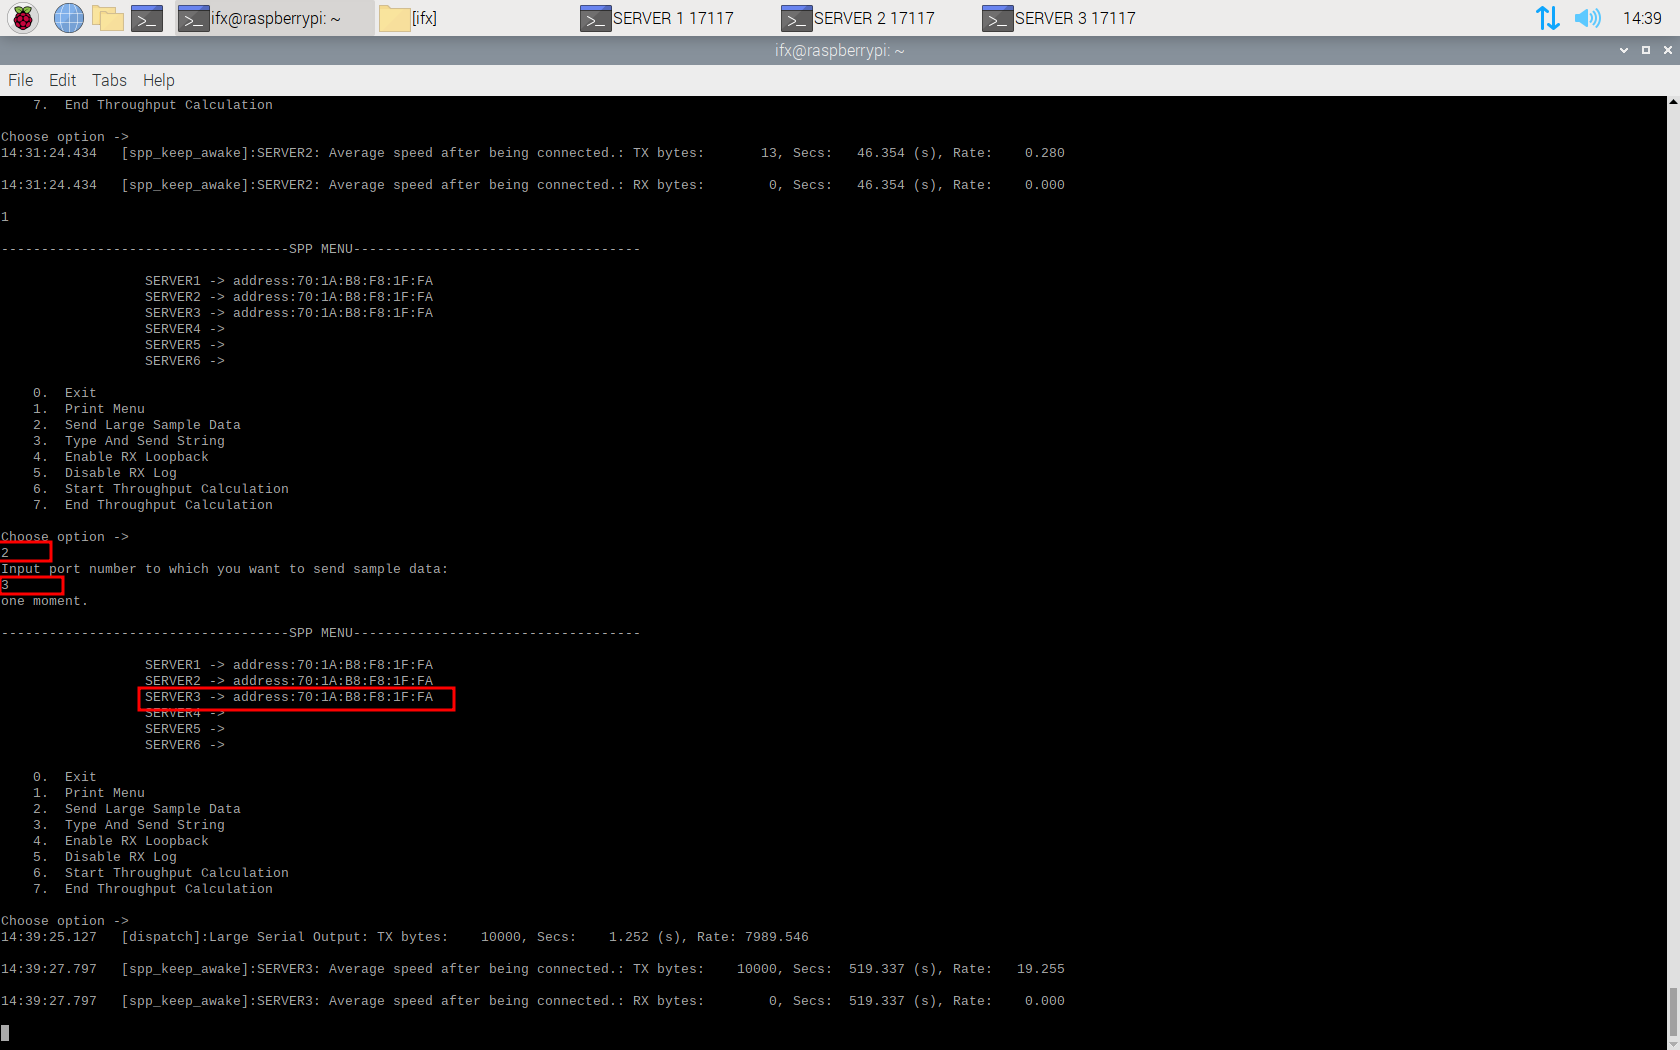 ifx@raspberrypi: ~ [ifx] SERVER 1 17117 SERVER 2 17117 SERVER 3 17117 14:39
ifx@raspberrypi: ~
File Edit Tabs Help
7. End Throughput Calculation
Choose option ->
14:31:24.434 [spp_keep_awake]:SERVER2: Average speed after being connected.: TX bytes: 13, Secs: 46.354 (s), Rate: 0.280
14:31:24.434 [spp_keep_awake]:SERVER2: Average speed after being connected.: RX bytes: 0, Secs: 46.354 (s), Rate: 0.000
1
------------------------------------SPP MENU------------------------------------
SERVER1 -> address:70:1A:B8:F8:1F:FA
SERVER2 -> address:70:1A:B8:F8:1F:FA
SERVER3 -> address:70:1A:B8:F8:1F:FA
SERVER4 ->
SERVER5 ->
SERVER6 ->
0. Exit
1. Print Menu
2. Send Large Sample Data
3. Type And Send String
4. Enable RX Loopback
5. Disable RX Log
6. Start Throughput Calculation
7. End Throughput Calculation
Choose option ->
2
Input port number to which you want to send sample data:
3
one moment.
------------------------------------SPP MENU------------------------------------
SERVER1 -> address:70:1A:B8:F8:1F:FA
SERVER2 -> address:70:1A:B8:F8:1F:FA
SERVER3 -> address:70:1A:B8:F8:1F:FA
SERVER4 ->
SERVER5 ->
SERVER6 ->
0. Exit
1. Print Menu
2. Send Large Sample Data
3. Type And Send String
4. Enable RX Loopback
5. Disable RX Log
6. Start Throughput Calculation
7. End Throughput Calculation
Choose option ->
14:39:25.127 [dispatch]:Large Serial Output: TX bytes: 10000, Secs: 1.252 (s), Rate: 7989.546
14:39:27.797 [spp_keep_awake]:SERVER3: Average speed after being connected.: TX bytes: 10000, Secs: 519.337 (s), Rate: 19.255
14:39:27.797 [spp_keep_awake]:SERVER3: Average speed after being connected.: RX bytes: 0, Secs: 519.337 (s), Rate: 0.000